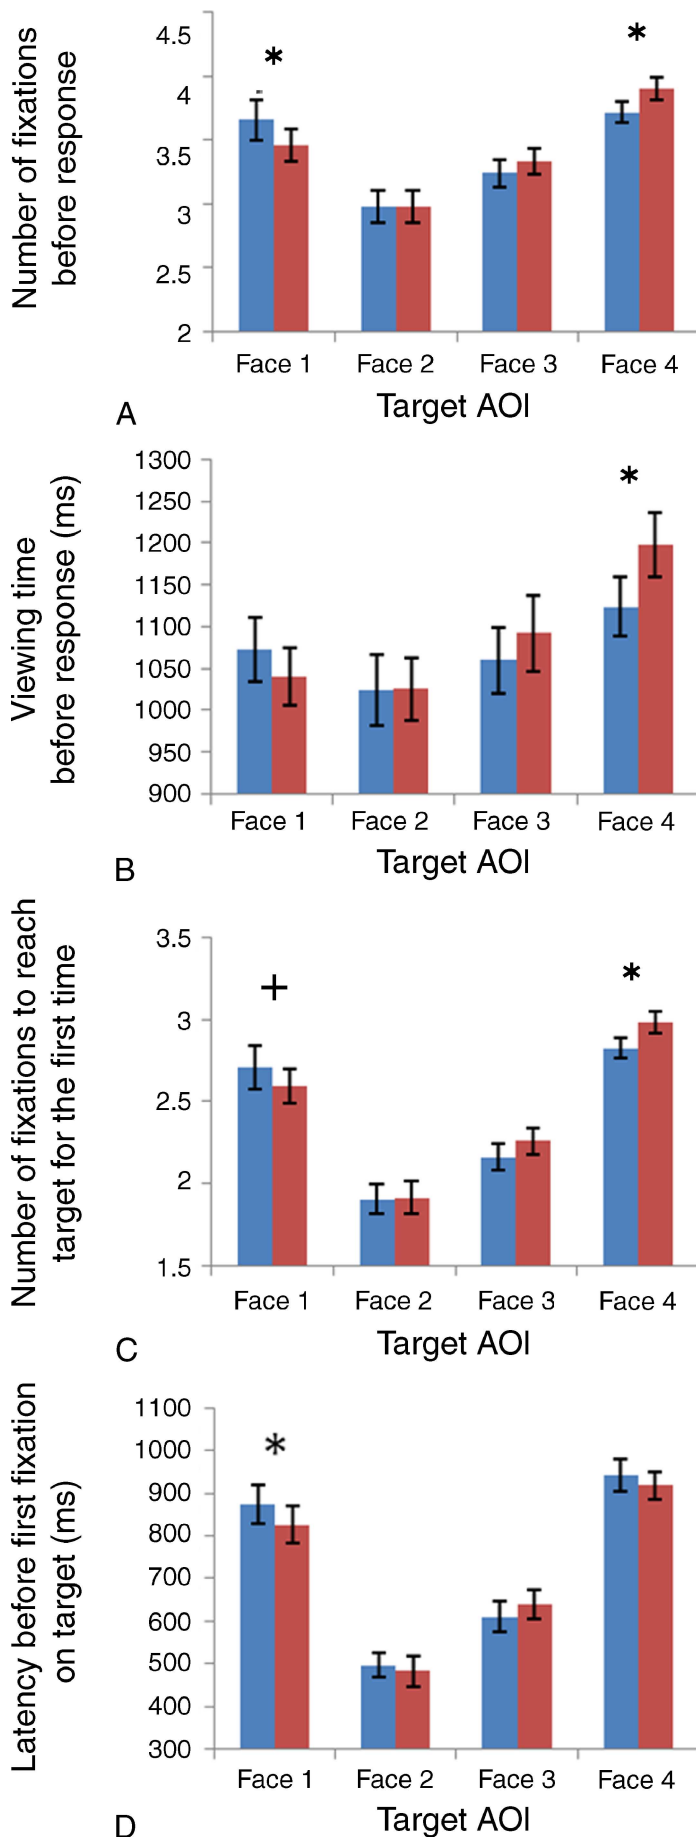 Number of fixations
before response
4.5
4
3.5
3
2.5
2
*
*
Face 1 Face 2 Face 3 Face 4
Target AOI
A
Viewing time
before response (ms)
1300
1250
1200
1150
1100
1050
1000
950
900
*
Face 1 Face 2 Face 3 Face 4
Target AOI
B
Number of fixations to reach
target for the first time
3.5
3
2.5
2
1.5
+
*
Face 1 Face 2 Face 3 Face 4
Target AOI
C
Latency before first fixation
on target (ms)
1100
1000
900
800
700
600
500
400
300
*
Face 1 Face 2 Face 3 Face 4
Target AOI
D